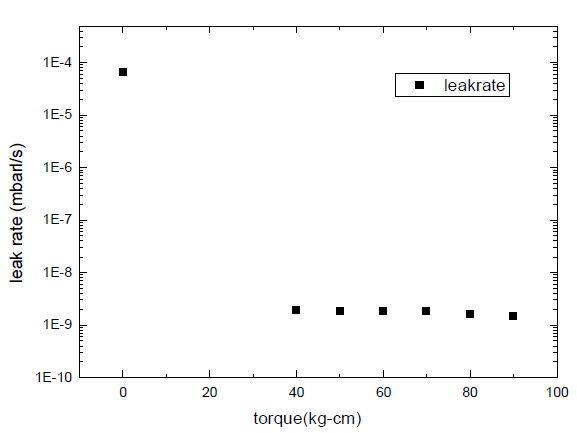 leakrate
leak rate (mbarl/s)
1E-4
1E-5
1E-6
1E-7
1E-8
1E-9
1E-10
0 20 40 60 80 100
torque(kg-cm)